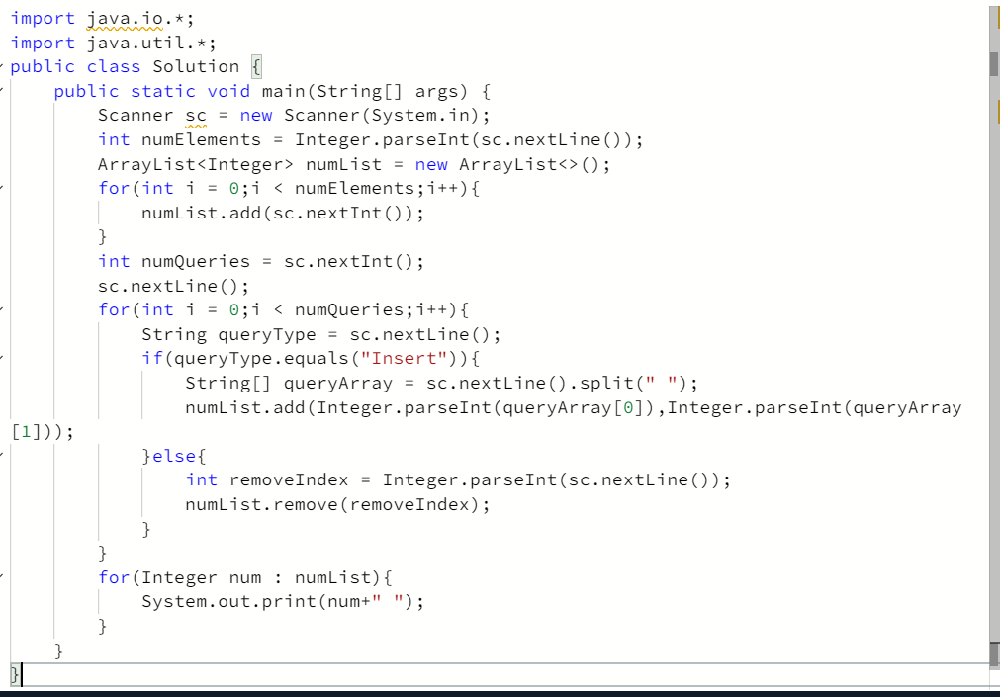 import java.io.*;
import java.util.*;
public class Solution {
    public static void main(String[] args) {
        Scanner sc = new Scanner(System.in);
        int numElements = Integer.parseInt(sc.nextLine());
        ArrayList<Integer> numList = new ArrayList<>();
        for(int i = 0;i < numElements;i++){
            numList.add(sc.nextInt());
        }
        int numQueries = sc.nextInt();
        sc.nextLine();
        for(int i = 0;i < numQueries;i++){
            String queryType = sc.nextLine();
            if(queryType.equals("Insert")){
                String[] queryArray = sc.nextLine().split(" ");
                numList.add(Integer.parseInt(queryArray[0]),Integer.parseInt(queryArray
[1]));
            }else{
                int removeIndex = Integer.parseInt(sc.nextLine());
                numList.remove(removeIndex);
            }
        }
        for(Integer num : numList){
            System.out.print(num+" ");
        }
    }
}